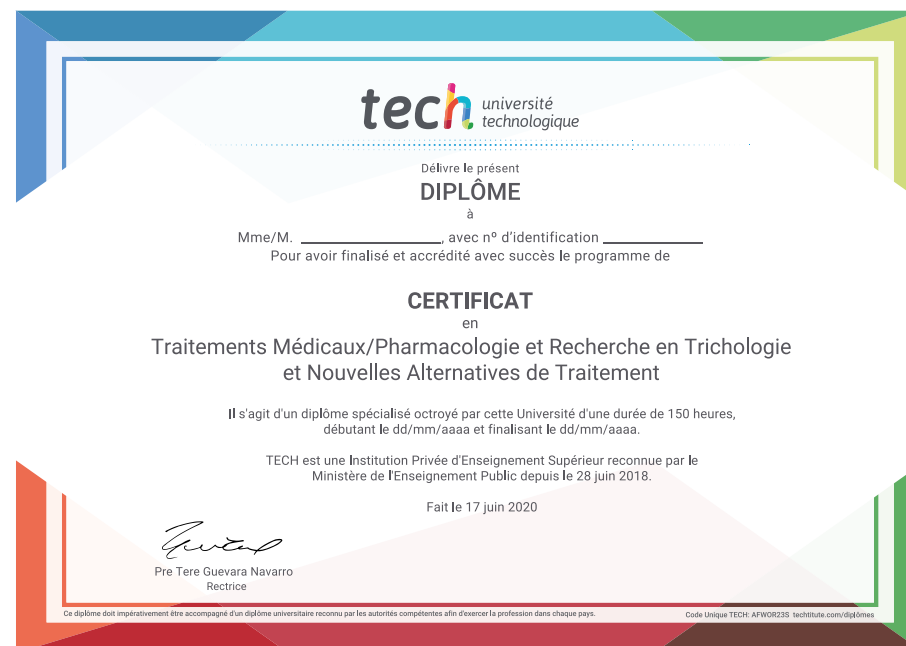 tech université
technologique
Délivre le présent
DIPLÔME
à
Mme/M. ____________________, avec nº d'identification ______________
Pour avoir finalisé et accrédité avec succès le programme de
CERTIFICAT
en
Traitements Médicaux/Pharmacologie et Recherche en Trichologie
et Nouvelles Alternatives de Traitement
Il s'agit d'un diplôme spécialisé octroyé par cette Université d'une durée de 150 heures,
débutant le dd/mm/aaaa et finalisant le dd/mm/aaaa.
TECH est une Institution Privée d'Enseignement Supérieur reconnue par le
Ministère de l'Enseignement Public depuis le 28 juin 2018.
Fait le 17 juin 2020
Pre Tere Guevara Navarro
Rectrice
Ce diplôme doit impérativement être accompagné d'un diplôme universitaire reconnu par les autorités compétentes afin d'exercer la profession dans chaque pays.
Code Unique TECH: AFWOR23S techtitute.com/diplômes